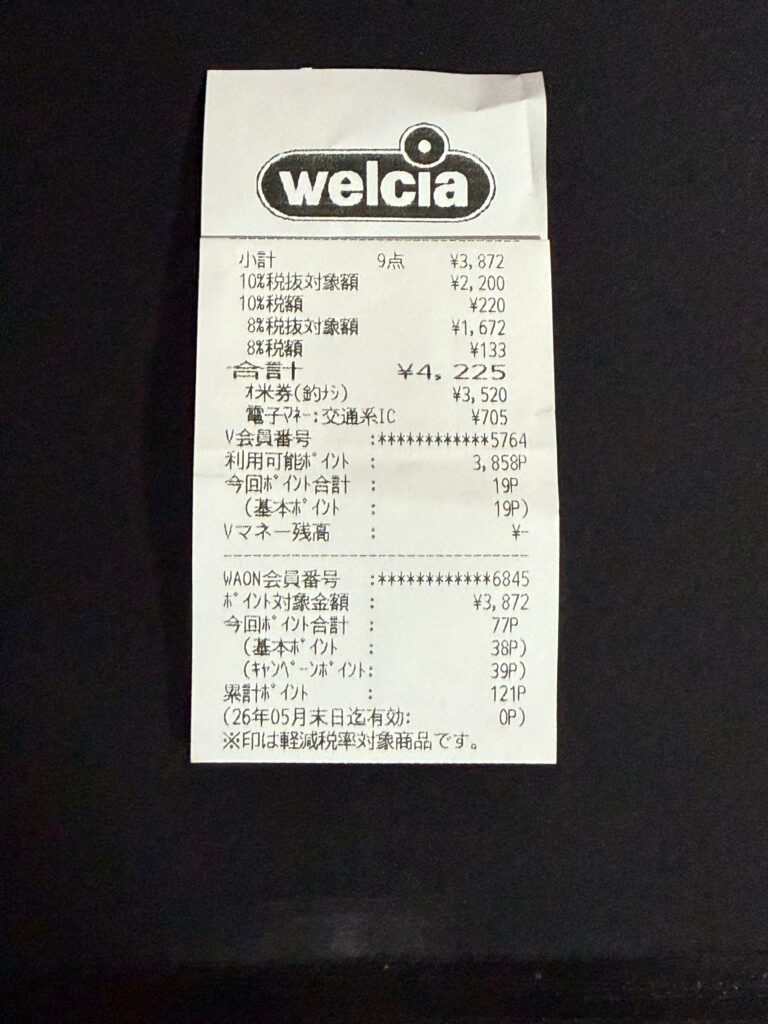 welcia
小計 9点 ¥3,872
10%税抜対象額 ¥2,200
10%税額 ¥220
8%税抜対象額 ¥1,672
8%税額 ¥133
合計 ¥4,225
ｵ米券(釣ﾅｼ) ¥3,520
電子ﾏﾈｰ:交通系IC ¥705
V会員番号 :************5764
利用可能ﾎﾟｲﾝﾄ : 3,858P
今回ﾎﾟｲﾝﾄ合計 : 19P
(基本ﾎﾟｲﾝﾄ : 19P)
Vマネー残高 : ¥-
WAON会員番号 :************6845
ﾎﾟｲﾝﾄ対象金額 : ¥3,872
今回ﾎﾟｲﾝﾄ合計 : 77P
(基本ﾎﾟｲﾝﾄ : 38P)
(ｷｬﾝﾍﾟｰﾝﾎﾟｲﾝﾄ: 39P)
累計ﾎﾟｲﾝﾄ : 121P
(26年05月末日迄有効: 0P)
※印は軽減税率対象商品です。